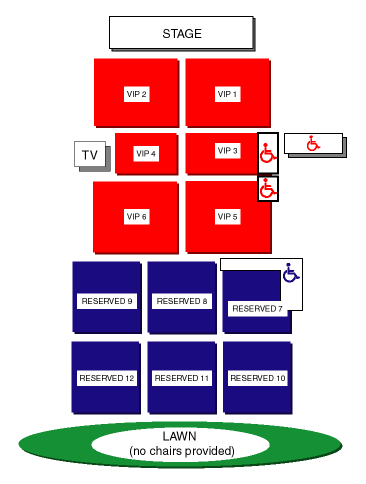 STAGE
VIP 2
VIP 1
TV
VIP 4
VIP 3
VIP 6
VIP 5
RESERVED 9
RESERVED 8
RESERVED 7
RESERVED 12
RESERVED 11
RESERVED 10
LAWN
(no chairs provided)